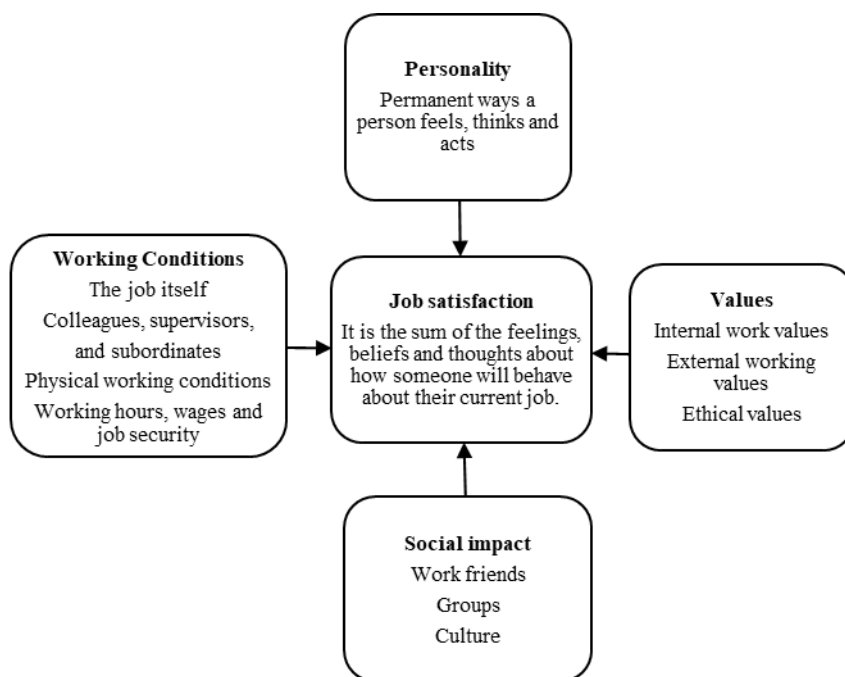 Personality
Permanent ways a
person feels, thinks and
acts
Working Conditions
The job itself
Colleagues, supervisors,
and subordinates
Physical working conditions
Working hours, wages and
job security
Job satisfaction
It is the sum of the feelings,
beliefs and thoughts about
how someone will behave
about their current job.
Values
Internal work values
External working
values
Ethical values
Social impact
Work friends
Groups
Culture